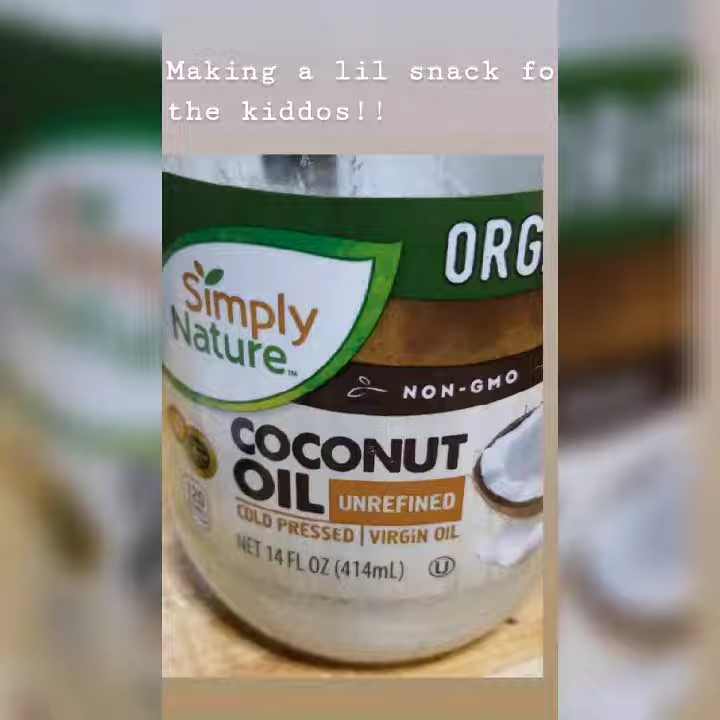 Making a lil snack fo
the kiddos!!
ORG
Simply
Nature™
NON-GMO
COCONUT
OIL UNREFINED
COLD PRESSED | VIRGIN OIL
NET 14 FL OZ (414mL) U